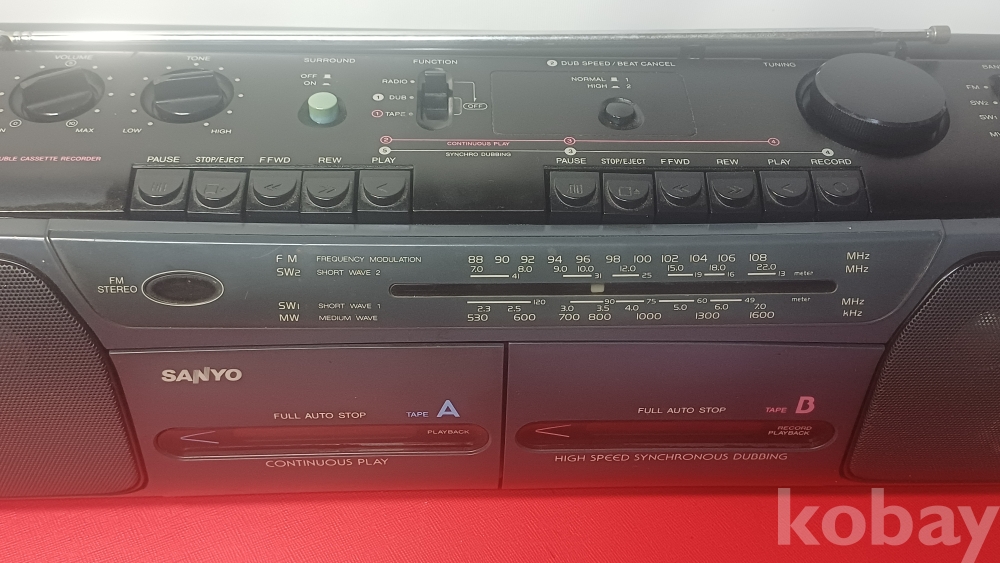 VOLUME
MAX
TONE
LOW HIGH
SURROUND
OFF
ON
FUNCTION
RADIO
1 DUB
1 TAPE
OFF
2 DUB SPEED / BEAT CANCEL
NORMAL 1
HIGH 2
TUNING
FM
SW2
SW1
2 CONTINUOUS PLAY 3 4
5 SYNCHRO DUBBING 3 4
DOUBLE CASSETTE RECORDER
PAUSE STOP/EJECT F FWD REW PLAY
PAUSE STOP/EJECT F FWD REW PLAY RECORD
FM STEREO
F M FREQUENCY MODULATION 88 90 92 94 96 98 100 102 104 106 108 MHz
SW2 SHORT WAVE 2 7.0 8.0 9.0 10.0 12.0 15.0 18.0 22.0 MHz
41 31 25 19 16 13 meter
120 90 75 60 49 meter
SW1 SHORT WAVE 1 2.3 2.5 3.0 3.5 4.0 5.0 6.0 7.0 MHz
MW MEDIUM WAVE 530 600 700 800 1000 1300 1600 kHz
SANYO
FULL AUTO STOP TAPE A
PLAYBACK
CONTINUOUS PLAY
FULL AUTO STOP TAPE B
RECORD
PLAYBACK
HIGH SPEED SYNCHRONOUS DUBBING
kobay